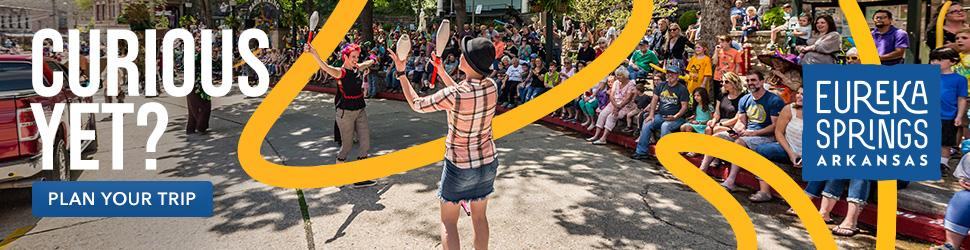 CURIOUS
YET?
PLAN YOUR TRIP
EUREKA
SPRINGS
ARKANSAS